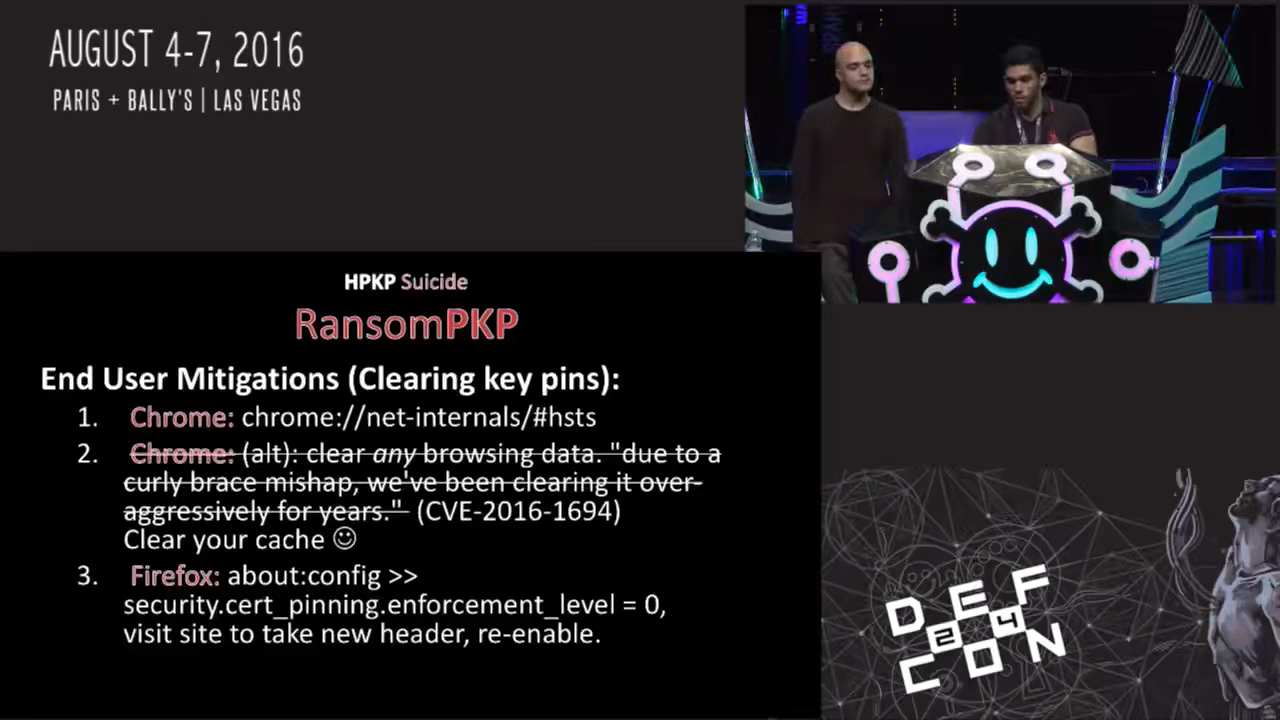 AUGUST 4-7, 2016
PARIS + BALLY'S | LAS VEGAS
HPKP Suicide
RansomPKP
End User Mitigations (Clearing key pins):
1. Chrome: chrome://net-internals/#hsts
2. Chrome: (alt): clear any browsing data. "due to a
curly brace mishap, we've been clearing it over-
aggressively for years." (CVE-2016-1694)
Clear your cache ☺
3. Firefox: about:config >>
security.cert_pinning.enforcement_level = 0,
visit site to take new header, re-enable.
DEF
24
CON